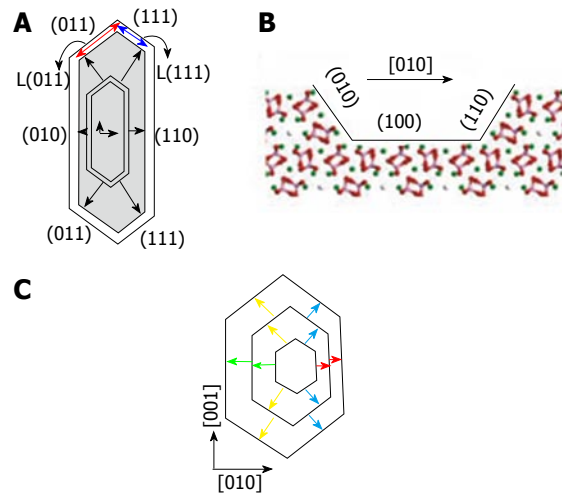 A
(011)
(111)
L(011)
L(111)
(010)
(110)
(011)
(111)
B
[010]
(010)
(100)
(110)
C
[001]
[010]